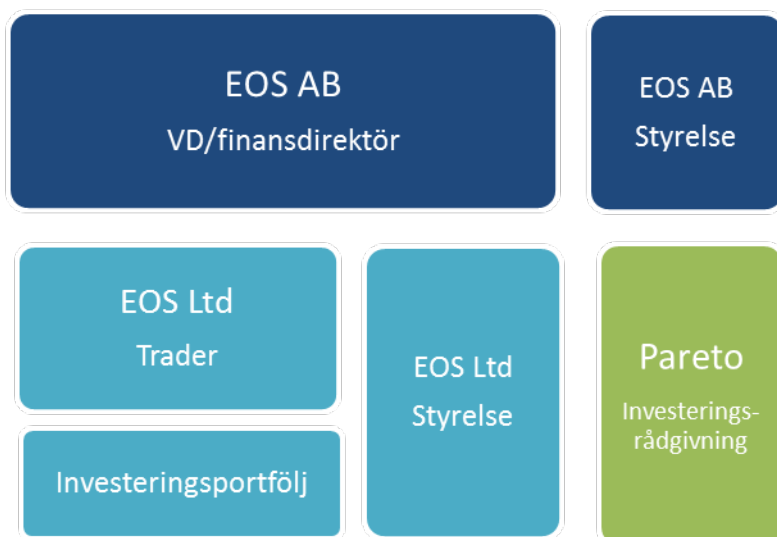 EOS AB
VD/finansdirektör
EOS AB
Styrelse
EOS Ltd
Trader
Investeringsportfölj
EOS Ltd
Styrelse
Pareto
Investerings-
rådgivning